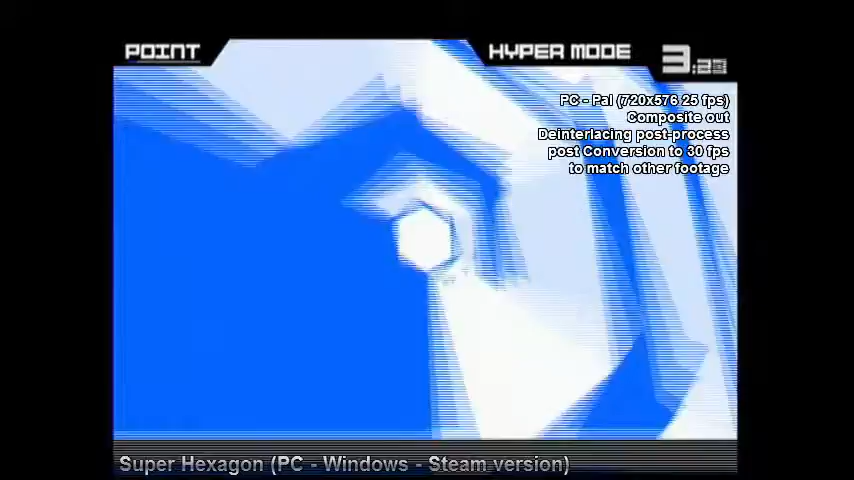 POINT
HYPER MODE
3:23
PC - Pal (720x576 25 fps)
Composite out
Deinterlacing post-process
post Conversion to 30 fps
to match other footage
Super Hexagon (PC - Windows - Steam version)